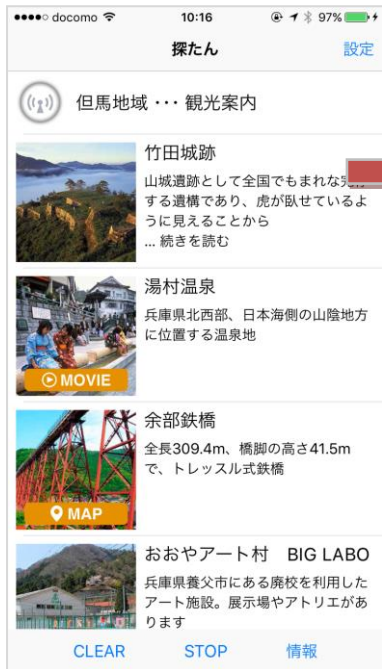 docomo 10:16 97%
探たん 設定
但馬地域・・・観光案内
竹田城跡
山城遺跡として全国でもまれな
する遺構であり、虎が臥せているよ
うに見えることから
... 続きを読む
湯村温泉
兵庫県北西部、日本海側の山陰地方
に位置する温泉地
MOVIE
余部鉄橋
全長309.4m、橋脚の高さ41.5m
で、トレッスル式鉄橋
MAP
おおやアート村 BIG LABO
兵庫県養父市にある廃校を利用した
アート施設。展示場やアトリエがあ
ります
CLEAR STOP 情報